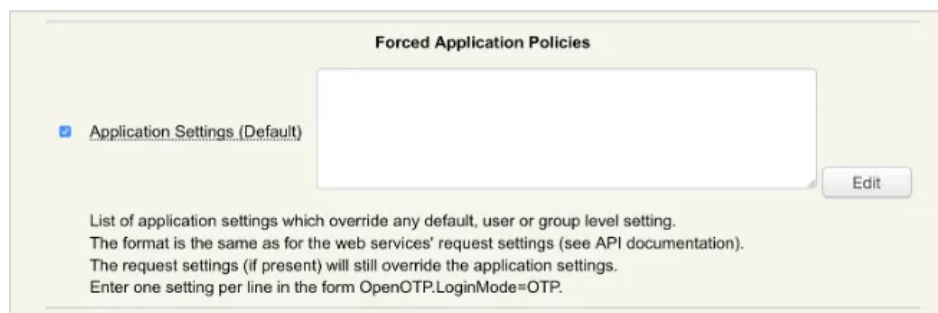 Forced Application Policies
Application Settings (Default)
Edit
List of application settings which override any default, user or group level setting.
The format is the same as for the web services' request settings (see API documentation).
The request settings (if present) will still override the application settings.
Enter one setting per line in the form OpenOTP.LoginMode=OTP.